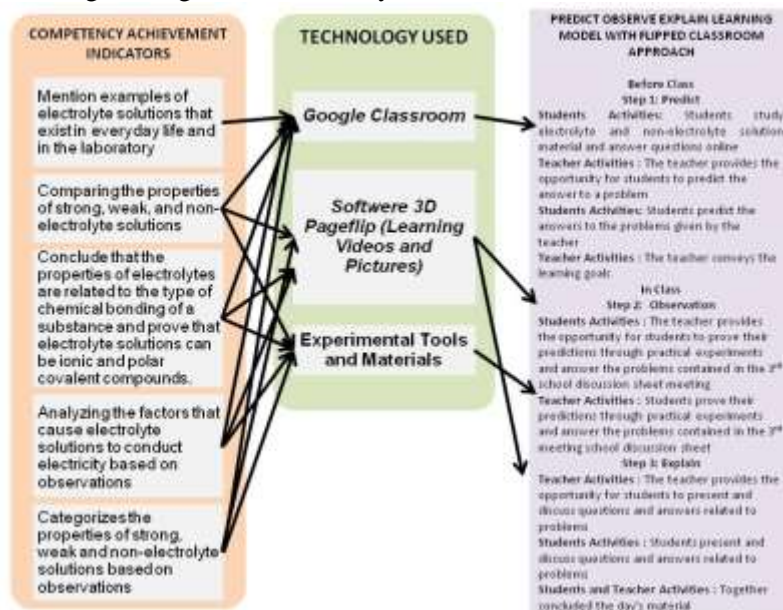 COMPETENCY ACHIEVEMENT
INDICATORS
Mention examples of
electrolyte solutions that
exist in everyday life and
in the laboratory
Comparing the properties
of strong, weak, and non-
electrolyte solutions
Conclude that the
properties of electrolytes
are related to the type of
chemical bonding of a
substance and prove that
electrolyte solutions can
be ionic and polar
covalent compounds.
Analyzing the factors that
cause electrolyte
solutions to conduct
electricity based on
observations
Categorizes the
properties of strong,
weak and non-electrolyte
solutions based on
observations
TECHNOLOGY USED
Google Classroom
Softwere 3D
Pageflip (Learning
Videos and
Pictures)
Experimental Tools
and Materials
PREDICT OBSERVE EXPLAIN LEARNING
MODEL WITH FLIPPED CLASSROOM
APPROACH
Before Class
Step 1: Predict
Students Activities: Students study
electrolyte and non-electrolyte solution
material and answer questions online
Teacher Activities : The teacher provides the
opportunity for students to predict the
answer to a problem
Students Activities: Students predict the
answers to the problems given by the
teacher
Teacher Activities : The teacher conveys the
learning goals
In Class
Step 2: Observation
Students Activities : The teacher provides
the opportunity for students to prove their
predictions through practical experiments
and answer the problems contained in the 3rd
school discussion sheet meeting
Teacher Activities : Students prove their
predictions through practical experiments
and answer the problems contained in the 3rd
meeting school discussion sheet
Step 3: Explain
Teacher Activities : The teacher provides the
opportunity for students to present and
discuss questions and answers related to
problems
Students Activities : Students present and
discuss questions and answers related to
problems
Students and Teacher Activities : Together
concluded the day's material